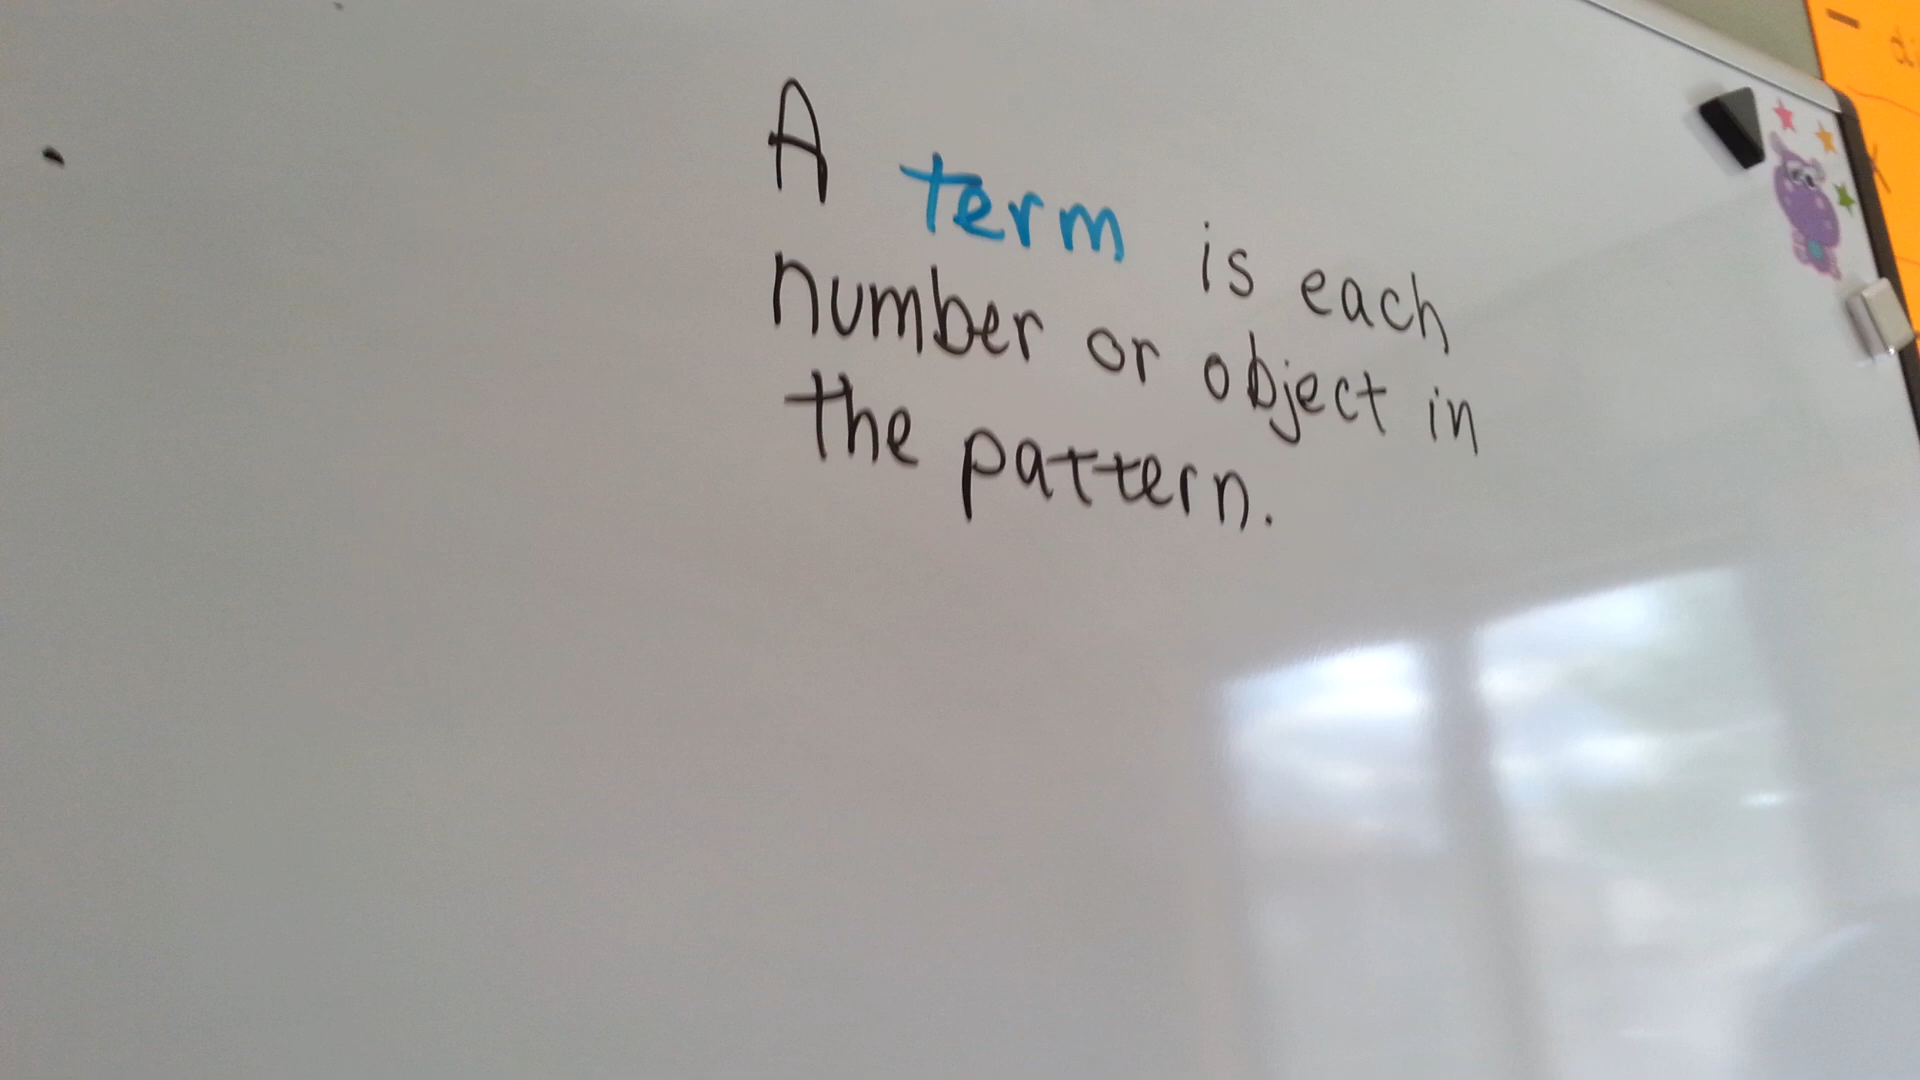 A term is each
number or object in
the pattern.